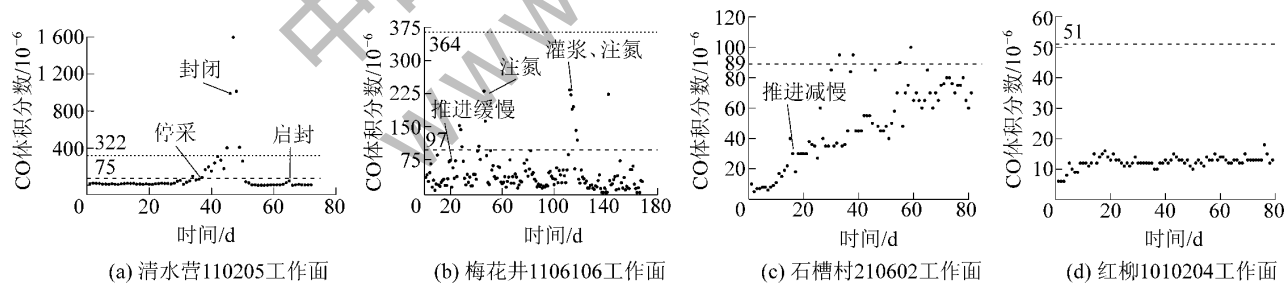 CO体积分数/10⁻⁶
1 600
1 200
800
400
322
75
封闭
停采
启封
0
20
40
60
80
时间/d
(a) 清水营110205工作面
CO体积分数/10⁻⁶
375
300
225
150
75
364
97
推进缓慢
注氮
灌浆、注氮
0
20
60
100
140
180
时间/d
(b) 梅花井1106106工作面
CO体积分数/10⁻⁶
120
100
89
80
60
40
20
推进减慢
0
20
40
60
80
时间/d
(c) 石槽村210602工作面
CO体积分数/10⁻⁶
60
50
40
30
20
10
51
0
20
40
60
80
时间/d
(d) 红柳1010204工作面